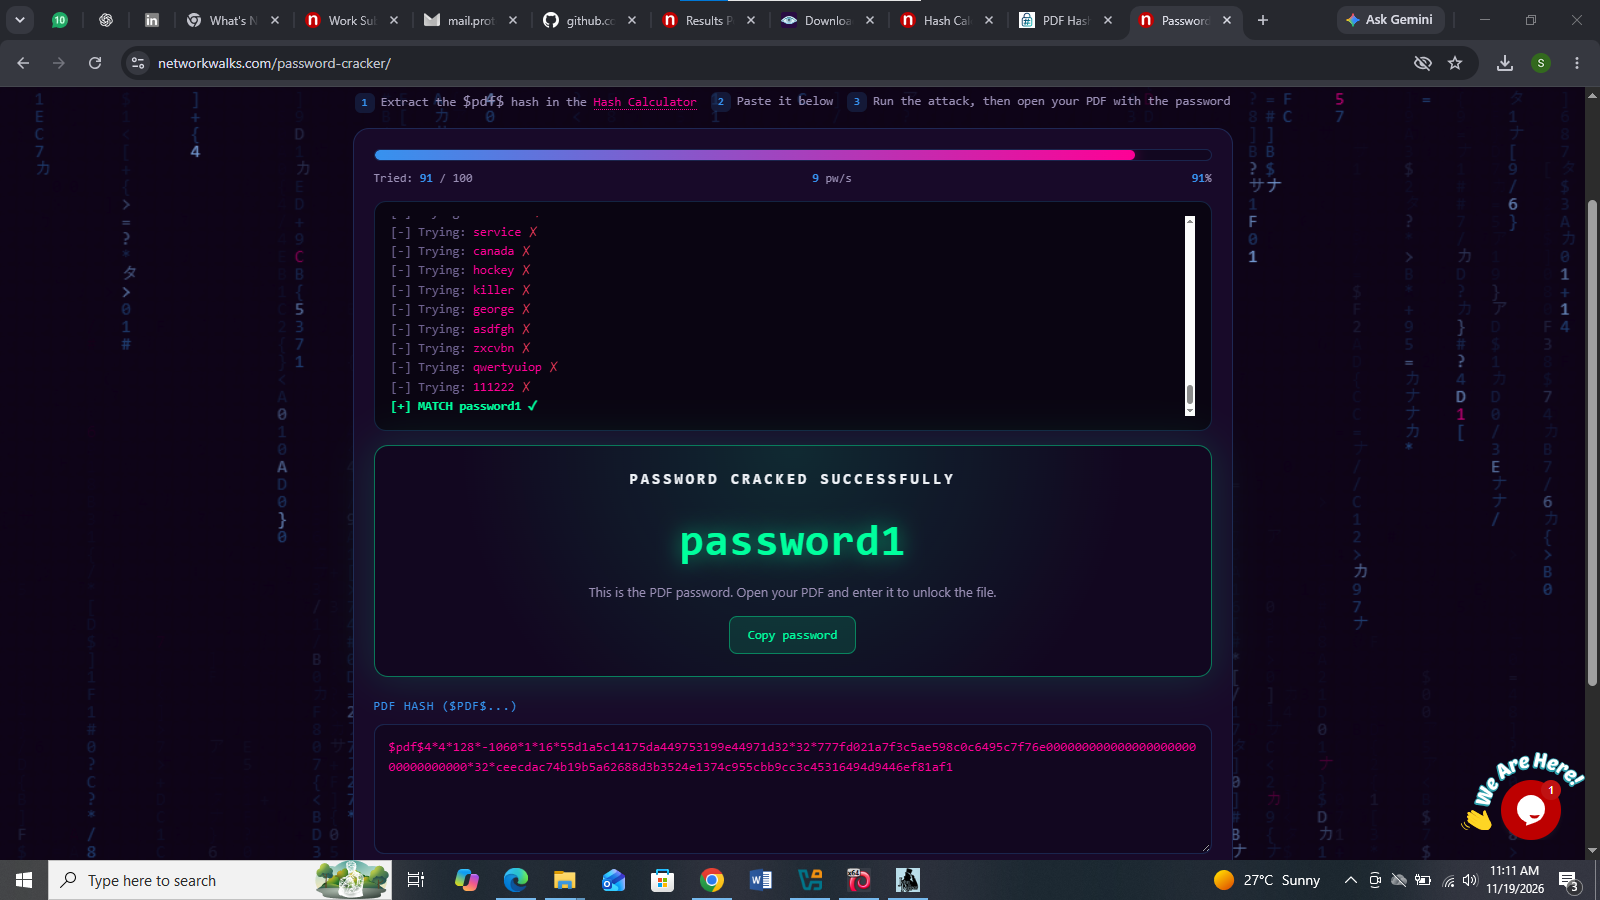 10
What's N
Work Sul
mail.prot
github.co
Results P
Downloa
Hash Cal
PDF Hash
Password
Ask Gemini
networkwalks.com/password-cracker/
S
1 Extract the $pdf$ hash in the Hash Calculator 2 Paste it below 3 Run the attack, then open your PDF with the password
Tried: 91 / 100 9 pw/s 91%
[-] Trying: service ✗
[-] Trying: canada ✗
[-] Trying: hockey ✗
[-] Trying: killer ✗
[-] Trying: george ✗
[-] Trying: asdfgh ✗
[-] Trying: zxcvbn ✗
[-] Trying: qwertyuiop ✗
[-] Trying: 111222 ✗
[+] MATCH password1 ✓
PASSWORD CRACKED SUCCESSFULLY
password1
This is the PDF password. Open your PDF and enter it to unlock the file.
Copy password
PDF HASH ($PDF$...)
$pdf$4*4*128*-1060*1*16*55d1a5c14175da449753199e44971d32*32*777fd021a7f3c5ae598c0c6495c7f76e0000000000000000000000
00000000000*32*ceecdac74b19b5a62688d3b3524e1374c955cbb9cc3c45316494d9446ef81af1
We Are Here!
1
Type here to search
27°C Sunny
11:11 AM
11/19/2026
3